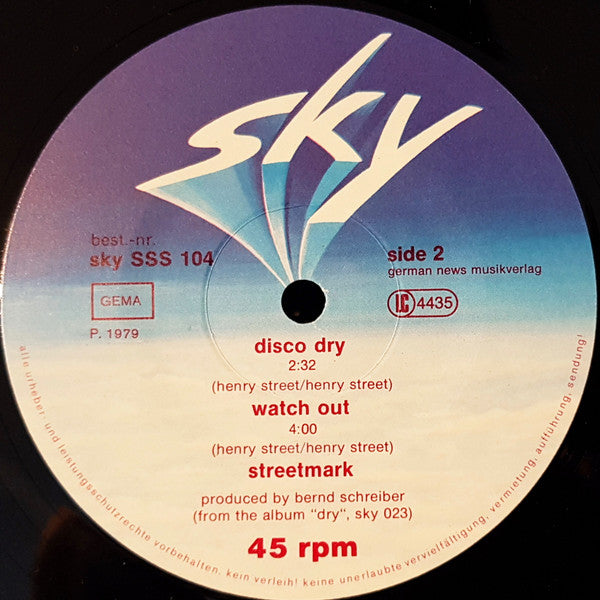 sky
best.-nr.
sky SSS 104
side 2
german news musikverlag
GEMA
LC 4435
P. 1979
disco dry
2:32
(henry street/henry street)
watch out
4:00
(henry street/henry street)
streetmark
produced by bernd schreiber
(from the album "dry", sky 023)
45 rpm
alle urheber- und leistungsschutzrechte vorbehalten. kein verleih! keine unerlaubte vervielfältigung, vermietung, aufführung, sendung!